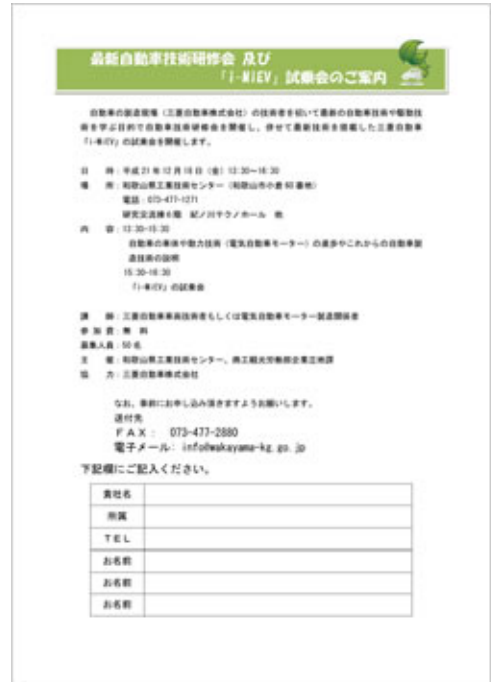 最新自動車技術研修会 及び
「i-MiEV」試乗会のご案内
自動車の製造現場（三菱自動車株式会社）の技術者を招いて最新の自動車技術や駆動技
術を学ぶ目的で自動車技術研修会を開催し、併せて最新技術を搭載した三菱自動車
「i-MiEV」の試乗会を開催します。
日　時：平成21年12月18日（金）13:30～16:30
場　所：和歌山県工業技術センター（和歌山市小倉60番地）
電話：073-477-1271
研究交流棟6階 紀ノ川テクノホール 他
内　容：13:30-15:30
自動車の車体や動力技術（電気自動車モーター）の進歩やこれからの自動車製
造技術の説明
15:30-16:30
「i-MiEV」の試乗会
講　師：三菱自動車車両技術者もしくは電気自動車モーター製造関係者
参加費：無 料
募集人員：50名
主　催：和歌山県工業技術センター、商工観光労働部企業立地課
協　力：三菱自動車株式会社
なお、事前にお申し込み頂きますようお願いします。
送付先
FAX： 073-477-2880
電子メール: info@wakayama-kg.go.jp
下記欄にご記入ください。
貴社名
所属
TEL
お名前
お名前
お名前